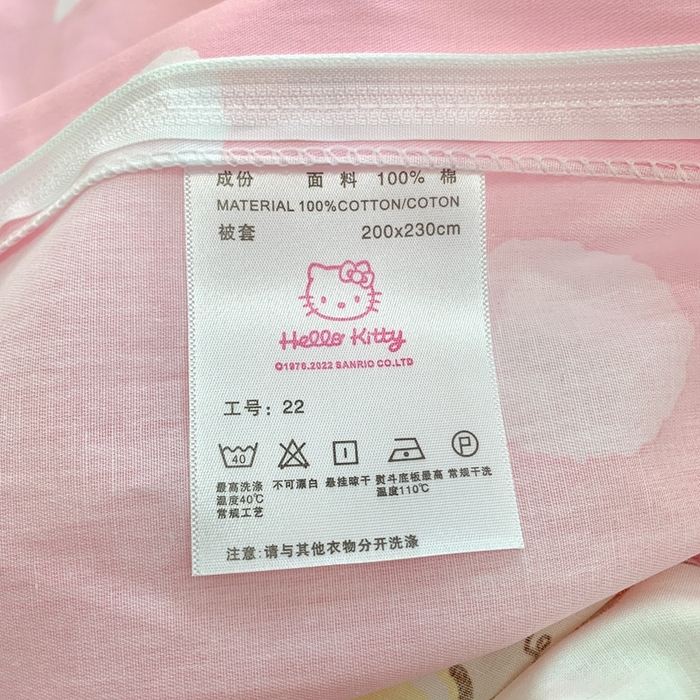 成份 面 料 100% 棉
MATERIAL 100%COTTON/COTON
被套 200x230cm
Hello Kitty
©1976.2022 SANRIO CO.LTD
工号: 22
40 P
最高洗涤温度40℃常规工艺
不可漂白
悬挂晾干
熨斗底板最高温度110℃
常规干洗
注意:请与其他衣物分开洗涤